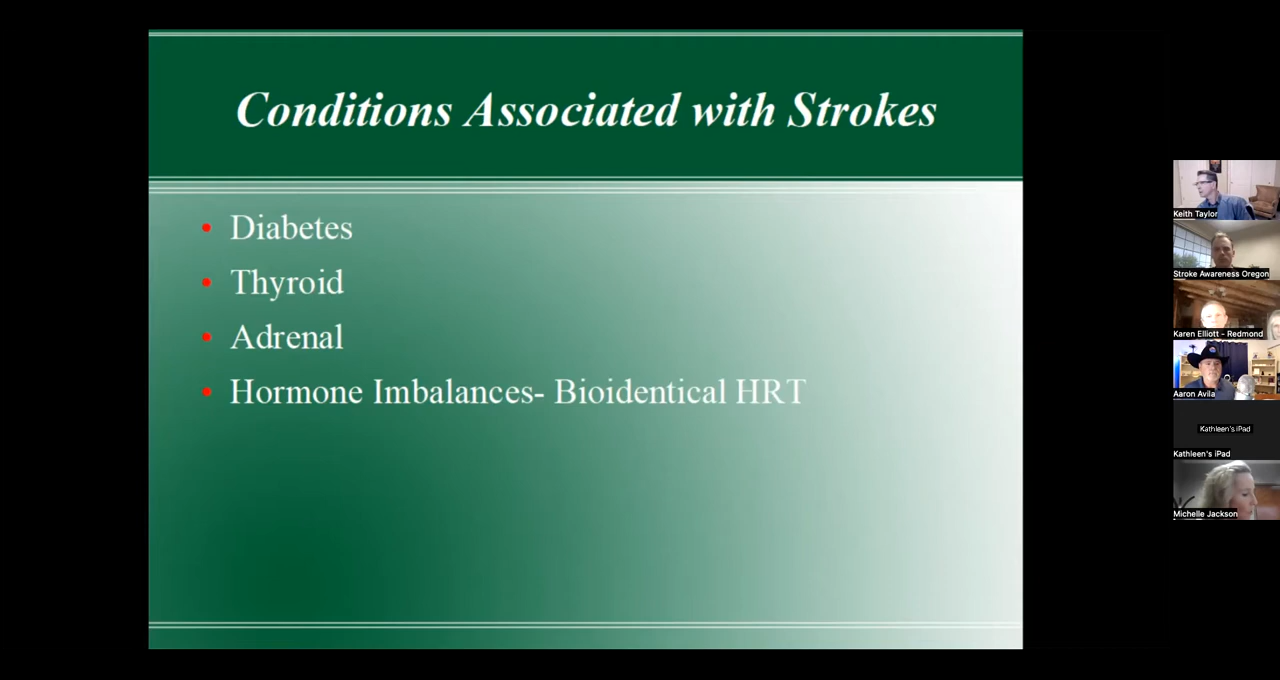 Conditions Associated with Strokes
Diabetes
Thyroid
Adrenal
Hormone Imbalances- Bioidentical HRT
Keith Taylor
Stroke Awareness Oregon
Karen Elliott - Redmond
Aaron Avila
Kathleen's iPad
Kathleen's iPad
Michelle Jackson